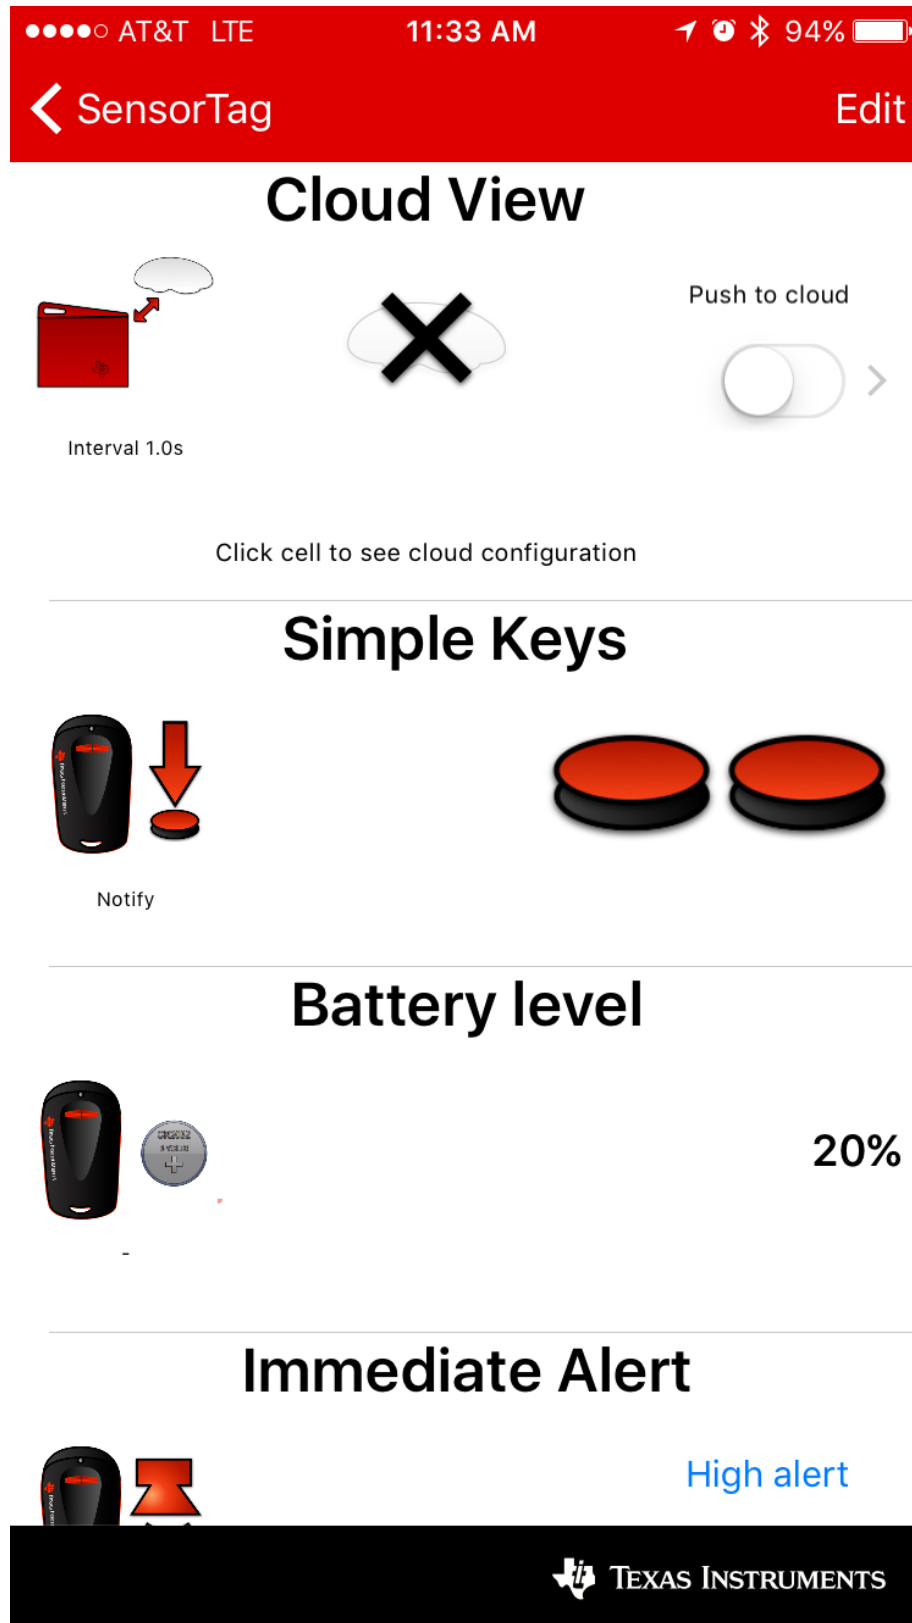 AT&T LTE 11:33 AM 94%
SensorTag Edit
Cloud View
Push to cloud
Interval 1.0s
Click cell to see cloud configuration
Simple Keys
Notify
Battery level
20%
-
Immediate Alert
High alert
TEXAS INSTRUMENTS